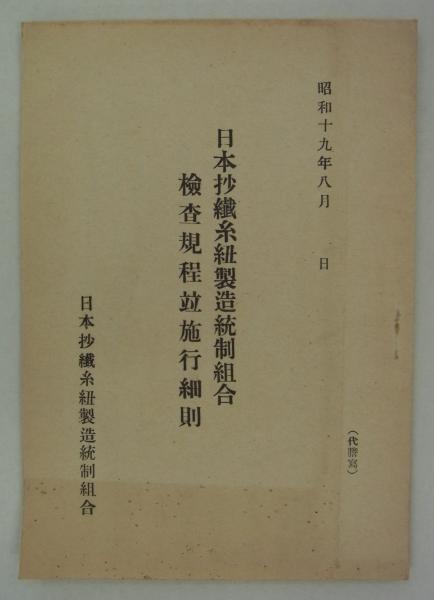 昭和十九年八月　　日
（代謄寫）
日本抄纖糸紐製造統制組合
檢査規程竝施行細則
日本抄纖糸紐製造統制組合